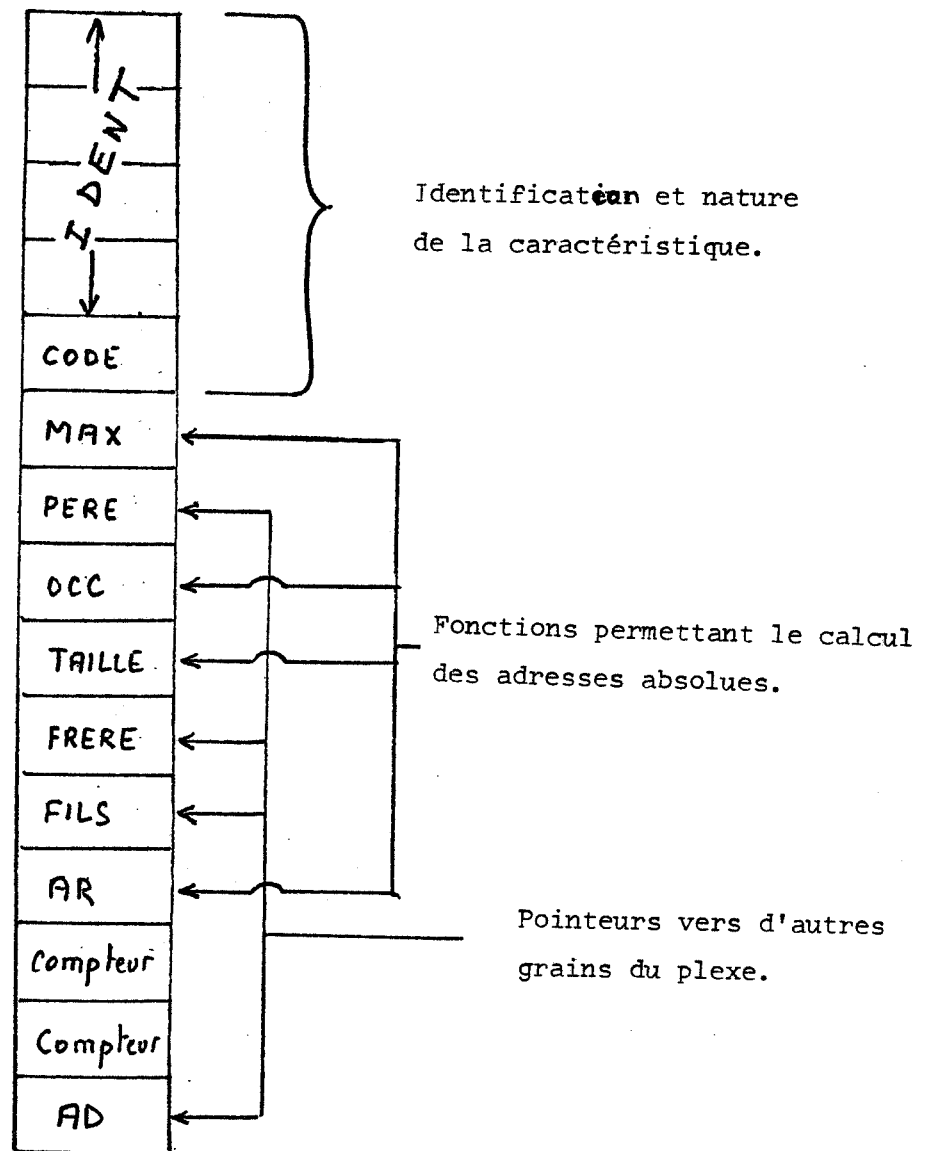 IDENT
Identification et nature
de la caractéristique.
CODE
MAX
PERE
OCC
TAILLE
Fonctions permettant le calcul
des adresses absolues.
FRERE
FILS
AR
Pointeurs vers d'autres
grains du plexe.
Compteur
Compteur
AD